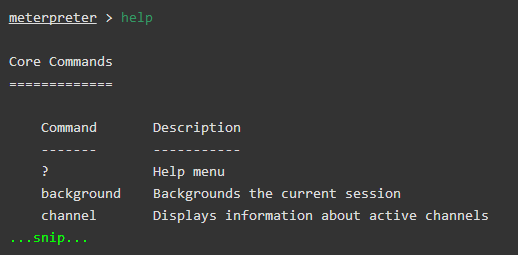 meterpreter > help
Core Commands
=============
Command Description
------- -----------
? Help menu
background Backgrounds the current session
channel Displays information about active channels
...snip...